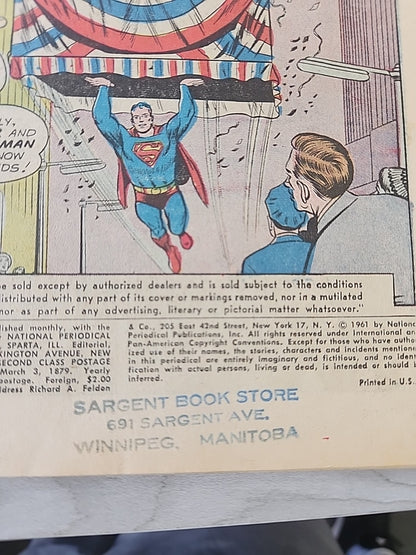 LY,
AND
MAN
NOW
DS!
S
e sold except by authorized dealers and is sold subject to the conditions
distributed with any part of its cover or markings removed, nor in a mutilated
nor as part of any advertising, literary or pictorial matter whatsoever."
lished monthly, with the
NATIONAL PERIODICAL
, SPARTA, ILL. Editorial
INGTON AVENUE, NEW
SECOND CLASS POSTAGE
March 3, 1879. Yearly
postage. Foreign, $2.00
ddress Richard A. Feldon
& Co., 205 East 42nd Street, New York 17, N. Y. © 1961 by Nation
Periodical Publications, Inc. All rights reserved under International an
Pan-American Copyright Conventions. Except for those who have autho
ized use of their names, the stories, characters and incidents mentione
in this periodical are entirely imaginary and fictitious, and no ident
fication with actual persons, living or dead, is intended or should b
inferred.
Printed in U.S.
SARGENT BOOK STORE
691 SARGENT AVE.
WINNIPEG, MANITOBA